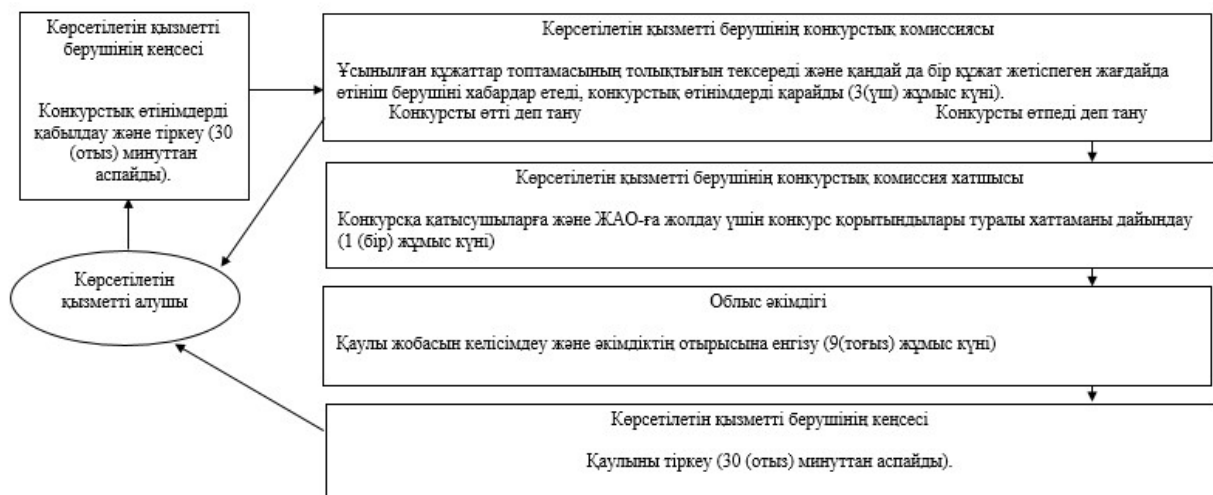 Көрсетілетін қызметті
берушінің кеңсесі
Конкурстық өтінімдерді
қабылдау және тіркеу (30
(отыз) минуттан
аспайды).
Көрсетілетін қызметті берушінің конкурстық комиссиясы
Ұсынылған құжаттар топтамасының толықтығын тексереді және қандай да бір құжат жетіспеген жағдайда
өтініш берушіні хабардар етеді, конкурстық өтінімдерді қарайды (3(үш) жұмыс күні).
Конкурсты өтті деп тану Конкурсты өтпеді деп тану
Көрсетілетін қызметті берушінің конкурстық комиссия хатшысы
Конкурсқа қатысушыларға және ЖАО-ға жолдау үшін конкурс қорытындылары туралы хаттаманы дайындау
(1 (бір) жұмыс күні)
Көрсетілетін
қызметті алушы
Облыс әкімдігі
Қаулы жобасын келісімдеу және әкімдіктің отырысына енгізу (9(тоғыз) жұмыс күні)
Көрсетілетін қызметті берушінің кеңсесі
Қаулыны тіркеу (30 (отыз) минуттан аспайды).